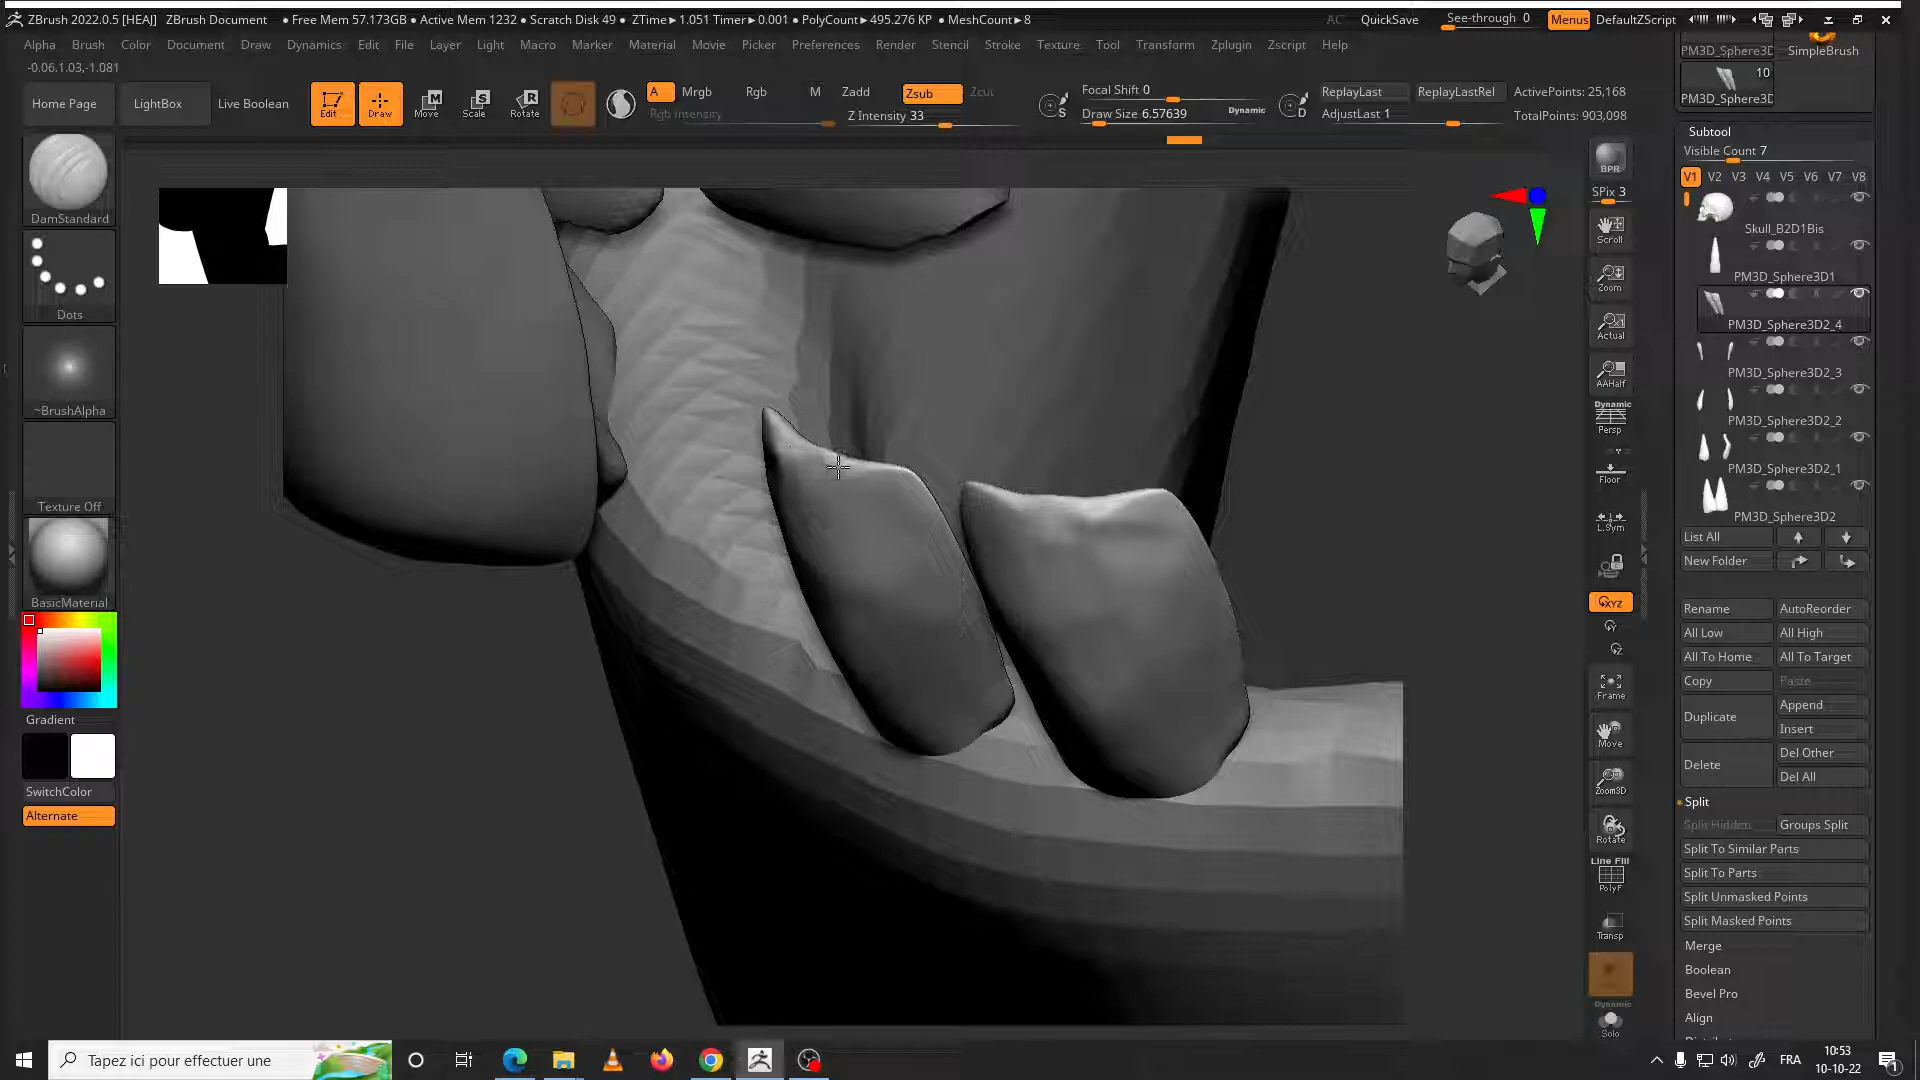 ZBrush 2022.0.5 [HEAJ] ZBrush Document ● Free Mem 57.173GB ● Active Mem 1232 ● Scratch Disk 49 ● ZTime►1.051 Timer►0.001 ● PolyCount►495.276 KP ● MeshCount►8 AC QuickSave See-through 0 Menus DefaultZScript
Alpha Brush Color Document Draw Dynamics Edit File Layer Light Macro Marker Material Movie Picker Preferences Render Stencil Stroke Texture Tool Transform Zplugin Zscript Help
-0.06,1.03,-1.081
Home Page LightBox Live Boolean Edit Draw Move Scale Rotate
A Mrgb Rgb M Zadd Zsub Zcut
Rgb Intensity Z Intensity 33
Focal Shift 0
Draw Size 6.57639 Dynamic
S D
ReplayLast ReplayLastRel ActivePoints: 25,168
AdjustLast 1 TotalPoints: 903,098
DamStandard
Dots
~BrushAlpha
Texture Off
BasicMaterial
Gradient
SwitchColor
Alternate
BPR
SPix 3
Scroll
Zoom
Actual
AAHalf
Dynamic
Persp
Floor
L.Sym
XYZ
Frame
Move
Zoom3D
Rotate
Line Fill
PolyF
Transp
Dynamic
Solo
PM3D_Sphere3D SimpleBrush
10
PM3D_Sphere3D
Subtool
Visible Count 7
V1 V2 V3 V4 V5 V6 V7 V8
Skull_B2D1Bis
PM3D_Sphere3D1
PM3D_Sphere3D2_4
PM3D_Sphere3D2_3
PM3D_Sphere3D2_2
PM3D_Sphere3D2_1
PM3D_Sphere3D2
List All
New Folder
Rename AutoReorder
All Low All High
All To Home All To Target
Copy Paste
Duplicate Append
Insert
Delete Del Other
Del All
Split
Split Hidden Groups Split
Split To Similar Parts
Split To Parts
Split Unmasked Points
Split Masked Points
Merge
Boolean
Bevel Pro
Align
Tapez ici pour effectuer une
FRA 10:53
10-10-22
1